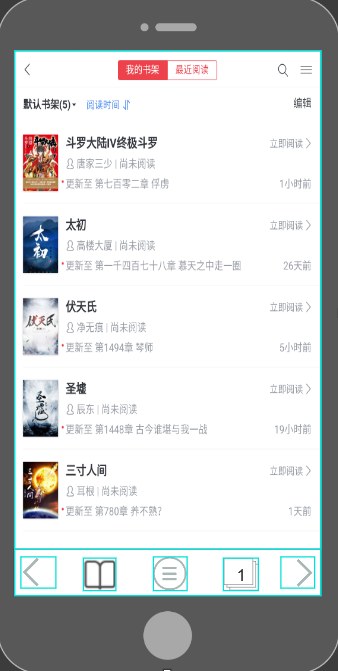 我的书架 最近阅读
默认书架(5) 阅读时间 编辑
斗罗大陆IV终极斗罗 立即阅读
唐家三少 | 尚未阅读
更新至 第七百零二章 俘虏 1小时前
太初 立即阅读
高楼大厦 | 尚未阅读
更新至 第一千四百七十八章 慕天之中走一圈 26天前
伏天氏 立即阅读
净无痕 | 尚未阅读
更新至 第1494章 琴师 5小时前
圣墟 立即阅读
辰东 | 尚未阅读
更新至 第1448章 古今谁堪与我一战 19小时前
三寸人间 立即阅读
耳根 | 尚未阅读
更新至 第780章 养不熟? 1天前
1